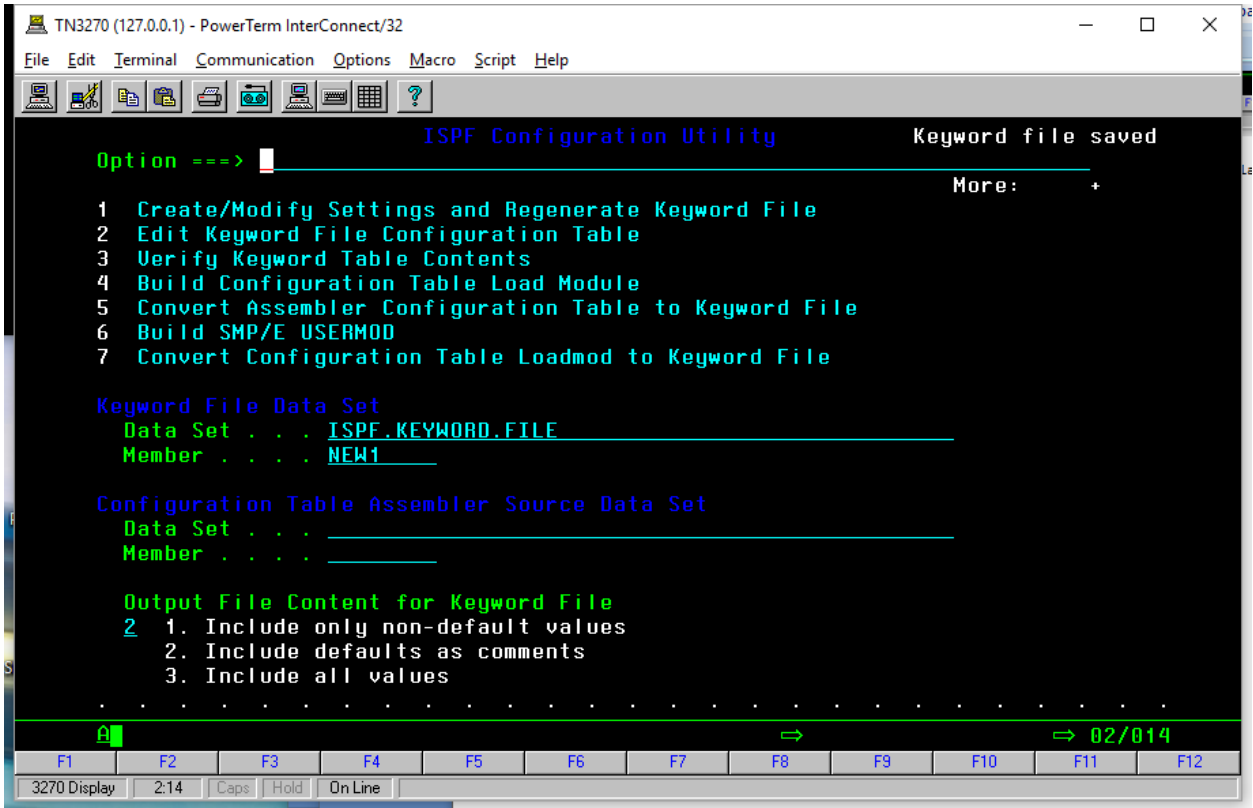 TN3270 (127.0.0.1) - PowerTerm InterConnect/32
File Edit Terminal Communication Options Macro Script Help
ISPF Configuration Utility Keyword file saved
Option ===>
More: +
1 Create/Modify Settings and Regenerate Keyword File
2 Edit Keyword File Configuration Table
3 Verify Keyword Table Contents
4 Build Configuration Table Load Module
5 Convert Assembler Configuration Table to Keyword File
6 Build SMP/E USERMOD
7 Convert Configuration Table Loadmod to Keyword File
Keyword File Data Set
Data Set . . . ISPF.KEYWORD.FILE
Member . . . . NEW1
Configuration Table Assembler Source Data Set
Data Set . . .
Member . . . .
Output File Content for Keyword File
2 1. Include only non-default values
2. Include defaults as comments
3. Include all values
. . . . . . . . . . . . . . . . . . . . . . . . . . .
A ⇨ ⇨ 02/014
F1 F2 F3 F4 F5 F6 F7 F8 F9 F10 F11 F12
3270 Display 2:14 Caps Hold On Line